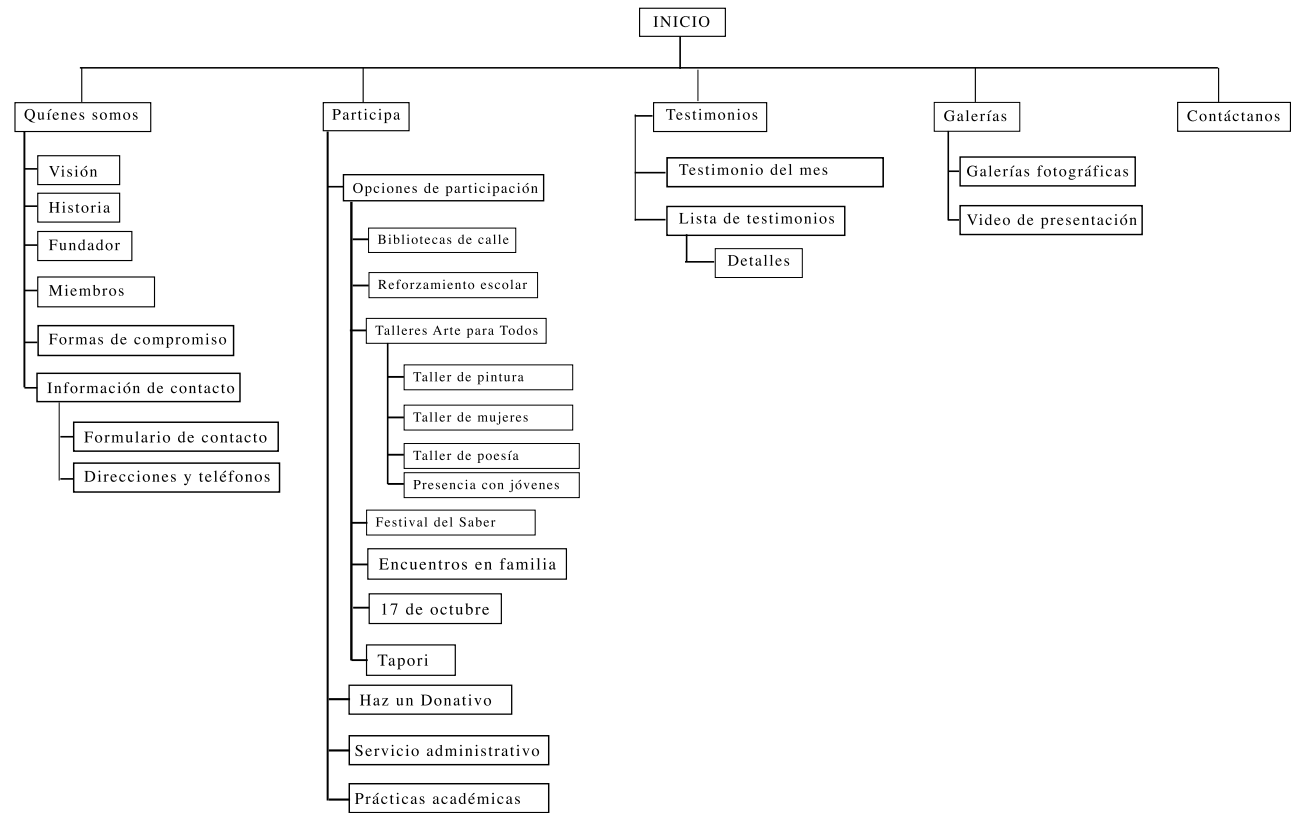 INICIO
Quíenes somos
Visión
Historia
Fundador
Miembros
Formas de compromiso
Información de contacto
Formulario de contacto
Direcciones y teléfonos
Participa
Opciones de participación
Bibliotecas de calle
Reforzamiento escolar
Talleres Arte para Todos
Taller de pintura
Taller de mujeres
Taller de poesía
Presencia con jóvenes
Festival del Saber
Encuentros en familia
17 de octubre
Tapori
Haz un Donativo
Servicio administrativo
Prácticas académicas
Testimonios
Testimonio del mes
Lista de testimonios
Detalles
Galerías
Galerías fotográficas
Video de presentación
Contáctanos